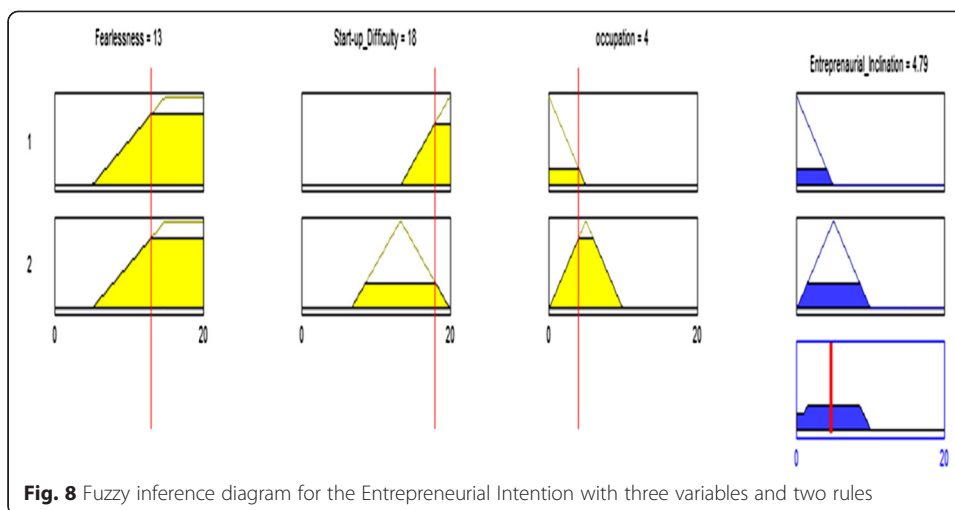 Fearlessness = 13
Start-up_Difficulty = 18
occupation = 4
Entreprenaurial_Inclination = 4.79
1
2
0 20
0 20
0 20
0 20
Fig. 8 Fuzzy inference diagram for the Entrepreneurial Intention with three variables and two rules